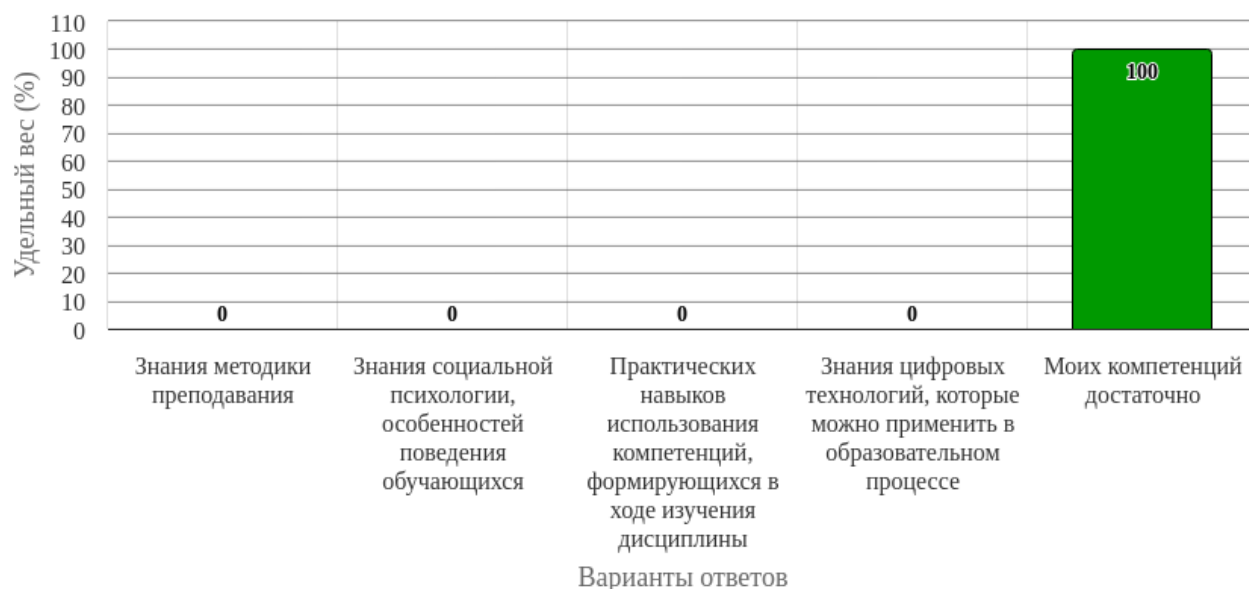 Удельный вес (%)
110
100
90
80
70
60
50
40
30
20
10
0
0
0
0
0
100
Знания методики
преподавания
Знания социальной
психологии,
особенностей
поведения
обучающихся
Практических
навыков
использования
компетенций,
формирующихся в
ходе изучения
дисциплины
Знания цифровых
технологий, которые
можно применить в
образовательном
процессе
Моих компетенций
достаточно
Варианты ответов